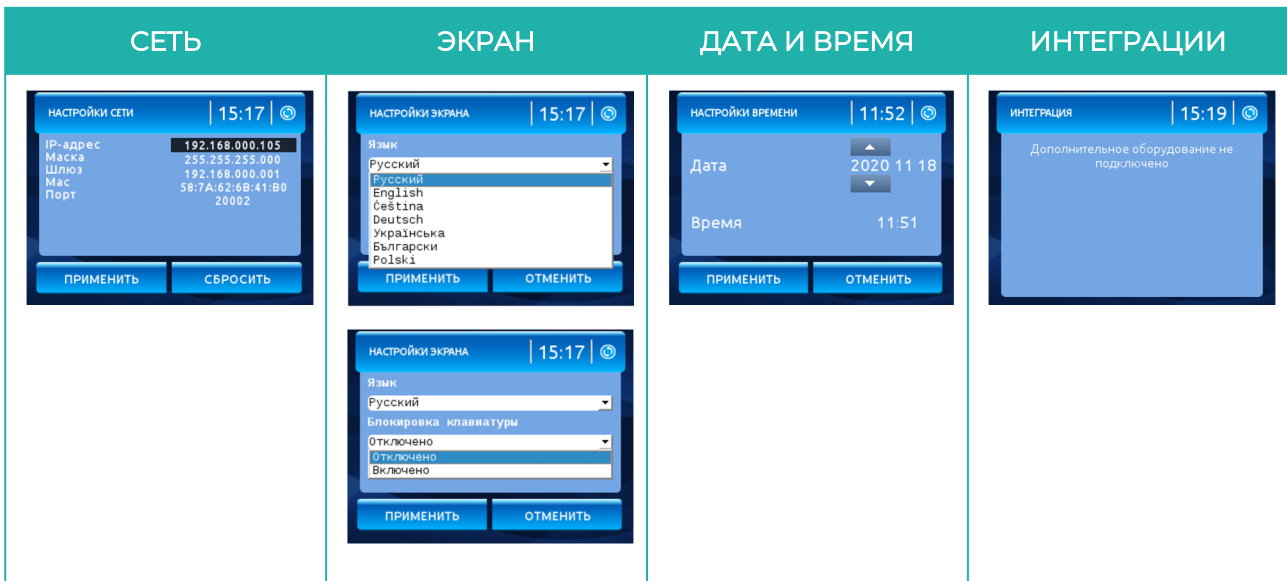 СЕТЬ
ЭКРАН
ДАТА И ВРЕМЯ
ИНТЕГРАЦИИ
НАСТРОЙКИ СЕТИ 15:17
IP-адрес 192.168.000.105
Маска 255.255.255.000
Шлюз 192.168.000.001
Mac 58:7A:62:6B:41:B0
Порт 20002
ПРИМЕНИТЬ СБРОСИТЬ
НАСТРОЙКИ ЭКРАНА 15:17
Язык
Русский
Русский
English
Čeština
Deutsch
Українська
Български
Polski
ПРИМЕНИТЬ ОТМЕНИТЬ
НАСТРОЙКИ ЭКРАНА 15:17
Язык
Русский
Блокировка клавиатуры
Отключено
Отключено
Включено
ПРИМЕНИТЬ ОТМЕНИТЬ
НАСТРОЙКИ ВРЕМЕНИ 11:52
Дата 2020 11 18
Время 11:51
ПРИМЕНИТЬ ОТМЕНИТЬ
ИНТЕГРАЦИЯ 15:19
Дополнительное оборудование не
подключено